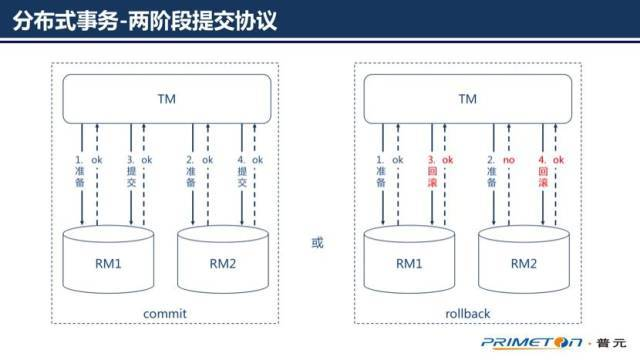 分布式事务-两阶段提交协议
TM
1. 准备 ok 3. 提交 ok 2. 准备 ok 4. 提交 ok
RM1 RM2
commit
或
TM
1. 准备 ok 3. 回滚 ok 2. 准备 no 4. 回滚 ok
RM1 RM2
rollback
PRIMETON · 普元